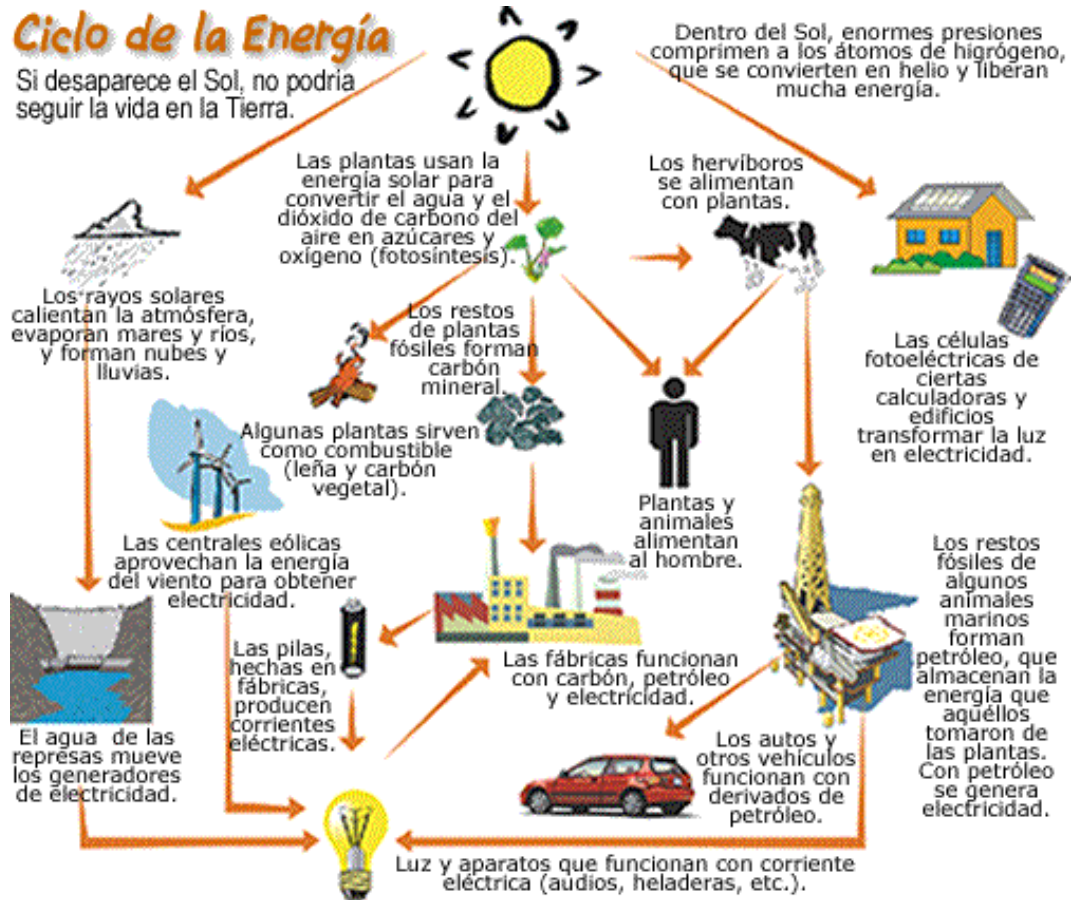 Ciclo de la Energía
Si desaparece el Sol, no podría
seguir la vida en la Tierra.
Dentro del Sol, enormes presiones
comprimen a los átomos de higrógeno,
que se convierten en helio y liberan
mucha energía.
Las plantas usan la
energía solar para
convertir el agua y el
dióxido de carbono del
aire en azúcares y
oxígeno (fotosíntesis).
Los hervíboros
se alimentan
con plantas.
Los rayos solares
calientan la atmósfera,
evaporan mares y ríos,
y forman nubes y
lluvias.
Los restos
de plantas
fósiles forman
carbón
mineral.
Las células
fotoeléctricas de
ciertas
calculadoras y
edificios
transformar la luz
en electricidad.
Algunas plantas sirven
como combustible
(leña y carbón
vegetal).
Plantas y
animales
alimentan
al hombre.
Las centrales eólicas
aprovechan la energía
del viento para obtener
electricidad.
Los restos
fósiles de
algunos
animales
marinos
forman
petróleo, que
almacenan la
energía que
aquéllos
tomaron de
las plantas.
Con petróleo
se genera
electricidad.
Las pilas,
hechas en
fábricas,
producen
corrientes
eléctricas.
Las fábricas funcionan
con carbón, petróleo
y electricidad.
El agua de las
represas mueve
los generadores
de electricidad.
Los autos y
otros vehículos
funcionan con
derivados de
petróleo.
Luz y aparatos que funcionan con corriente
eléctrica (audios, heladeras, etc.).